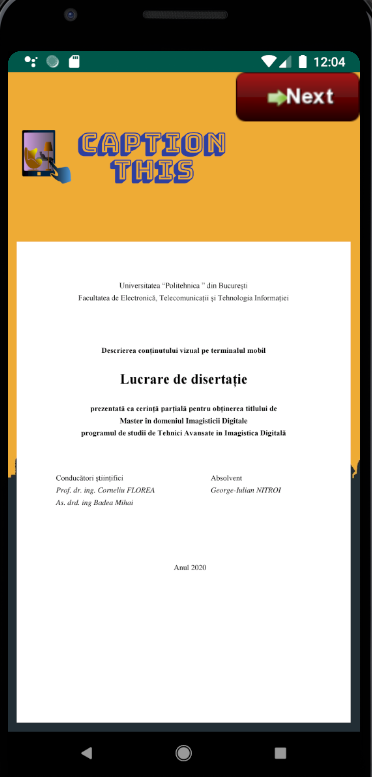 12:04
Next
CAPTION
THIS
Universitatea “Politehnica ” din București
Facultatea de Electronică, Telecomunicații și Tehnologia Informației
Descrierea conținutului vizual pe terminalul mobil
Lucrare de disertație
prezentată ca cerință parțială pentru obținerea titlului de
Master în domeniul Imagisticii Digitale
programul de studii de Tehnici Avansate in Imagistica Digitală
Conducători științifici Absolvent
Prof. dr. ing. Corneliu FLOREA George-Iulian NITROI
As. drd. ing Badea Mihai
Anul 2020